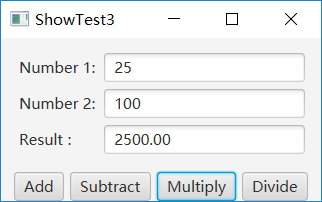 ShowTest3
Number 1: 25
Number 2: 100
Result : 2500.00
Add Subtract Multiply Divide